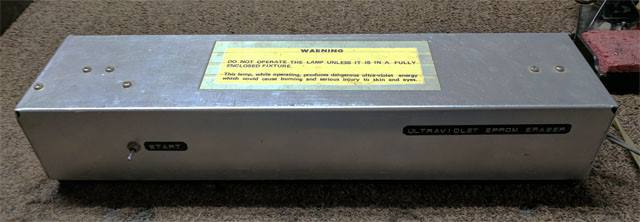 WARNING
DO NOT OPERATE THE LAMP UNLESS IT IS IN A FULLY
ENCLOSED FIXTURE.
This lamp, while operating, produces dangerous ultra-violet energy
which could cause burning and serious injury to skin and eyes.
START
ULTRAVIOLET EPROM ERASER